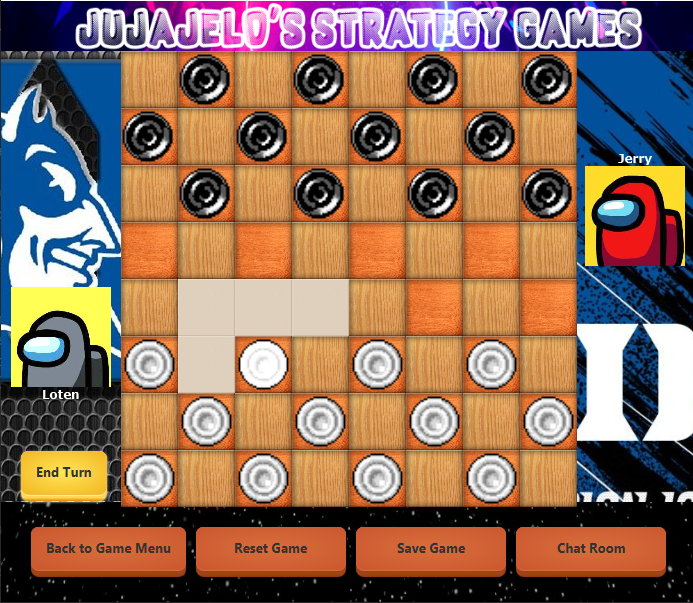 JUJAJELO'S STRATEGY GAMES
Jerry
Loten
End Turn
Back to Game Menu
Reset Game
Save Game
Chat Room